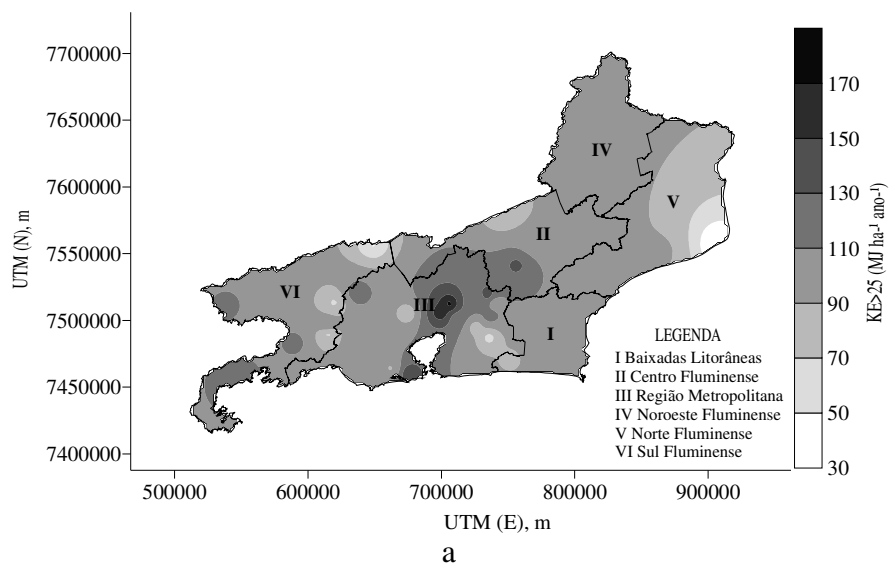 7700000
7650000
7600000
7550000
7500000
7450000
7400000
UTM (N), m
500000 600000 700000 800000 900000
UTM (E), m
IV
V
II
VI
III
I
LEGENDA
I Baixadas Litorâneas
II Centro Fluminense
III Região Metropolitana
IV Noroeste Fluminense
V Norte Fluminense
VI Sul Fluminense
170
150
130
110
90
70
50
30
KE>25 (MJ ha-¹ ano-¹)
a